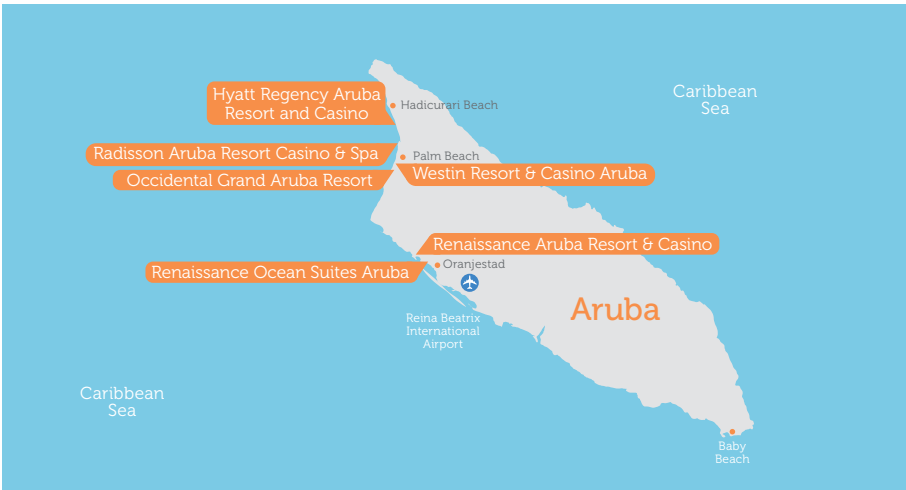 Caribbean
Sea
Hyatt Regency Aruba
Resort and Casino
Hadicurari Beach
Radisson Aruba Resort Casino & Spa
Palm Beach
Occidental Grand Aruba Resort
Westin Resort & Casino Aruba
Renaissance Aruba Resort & Casino
Renaissance Ocean Suites Aruba
Oranjestad
Aruba
Reina Beatrix
International
Airport
Caribbean
Sea
Baby
Beach